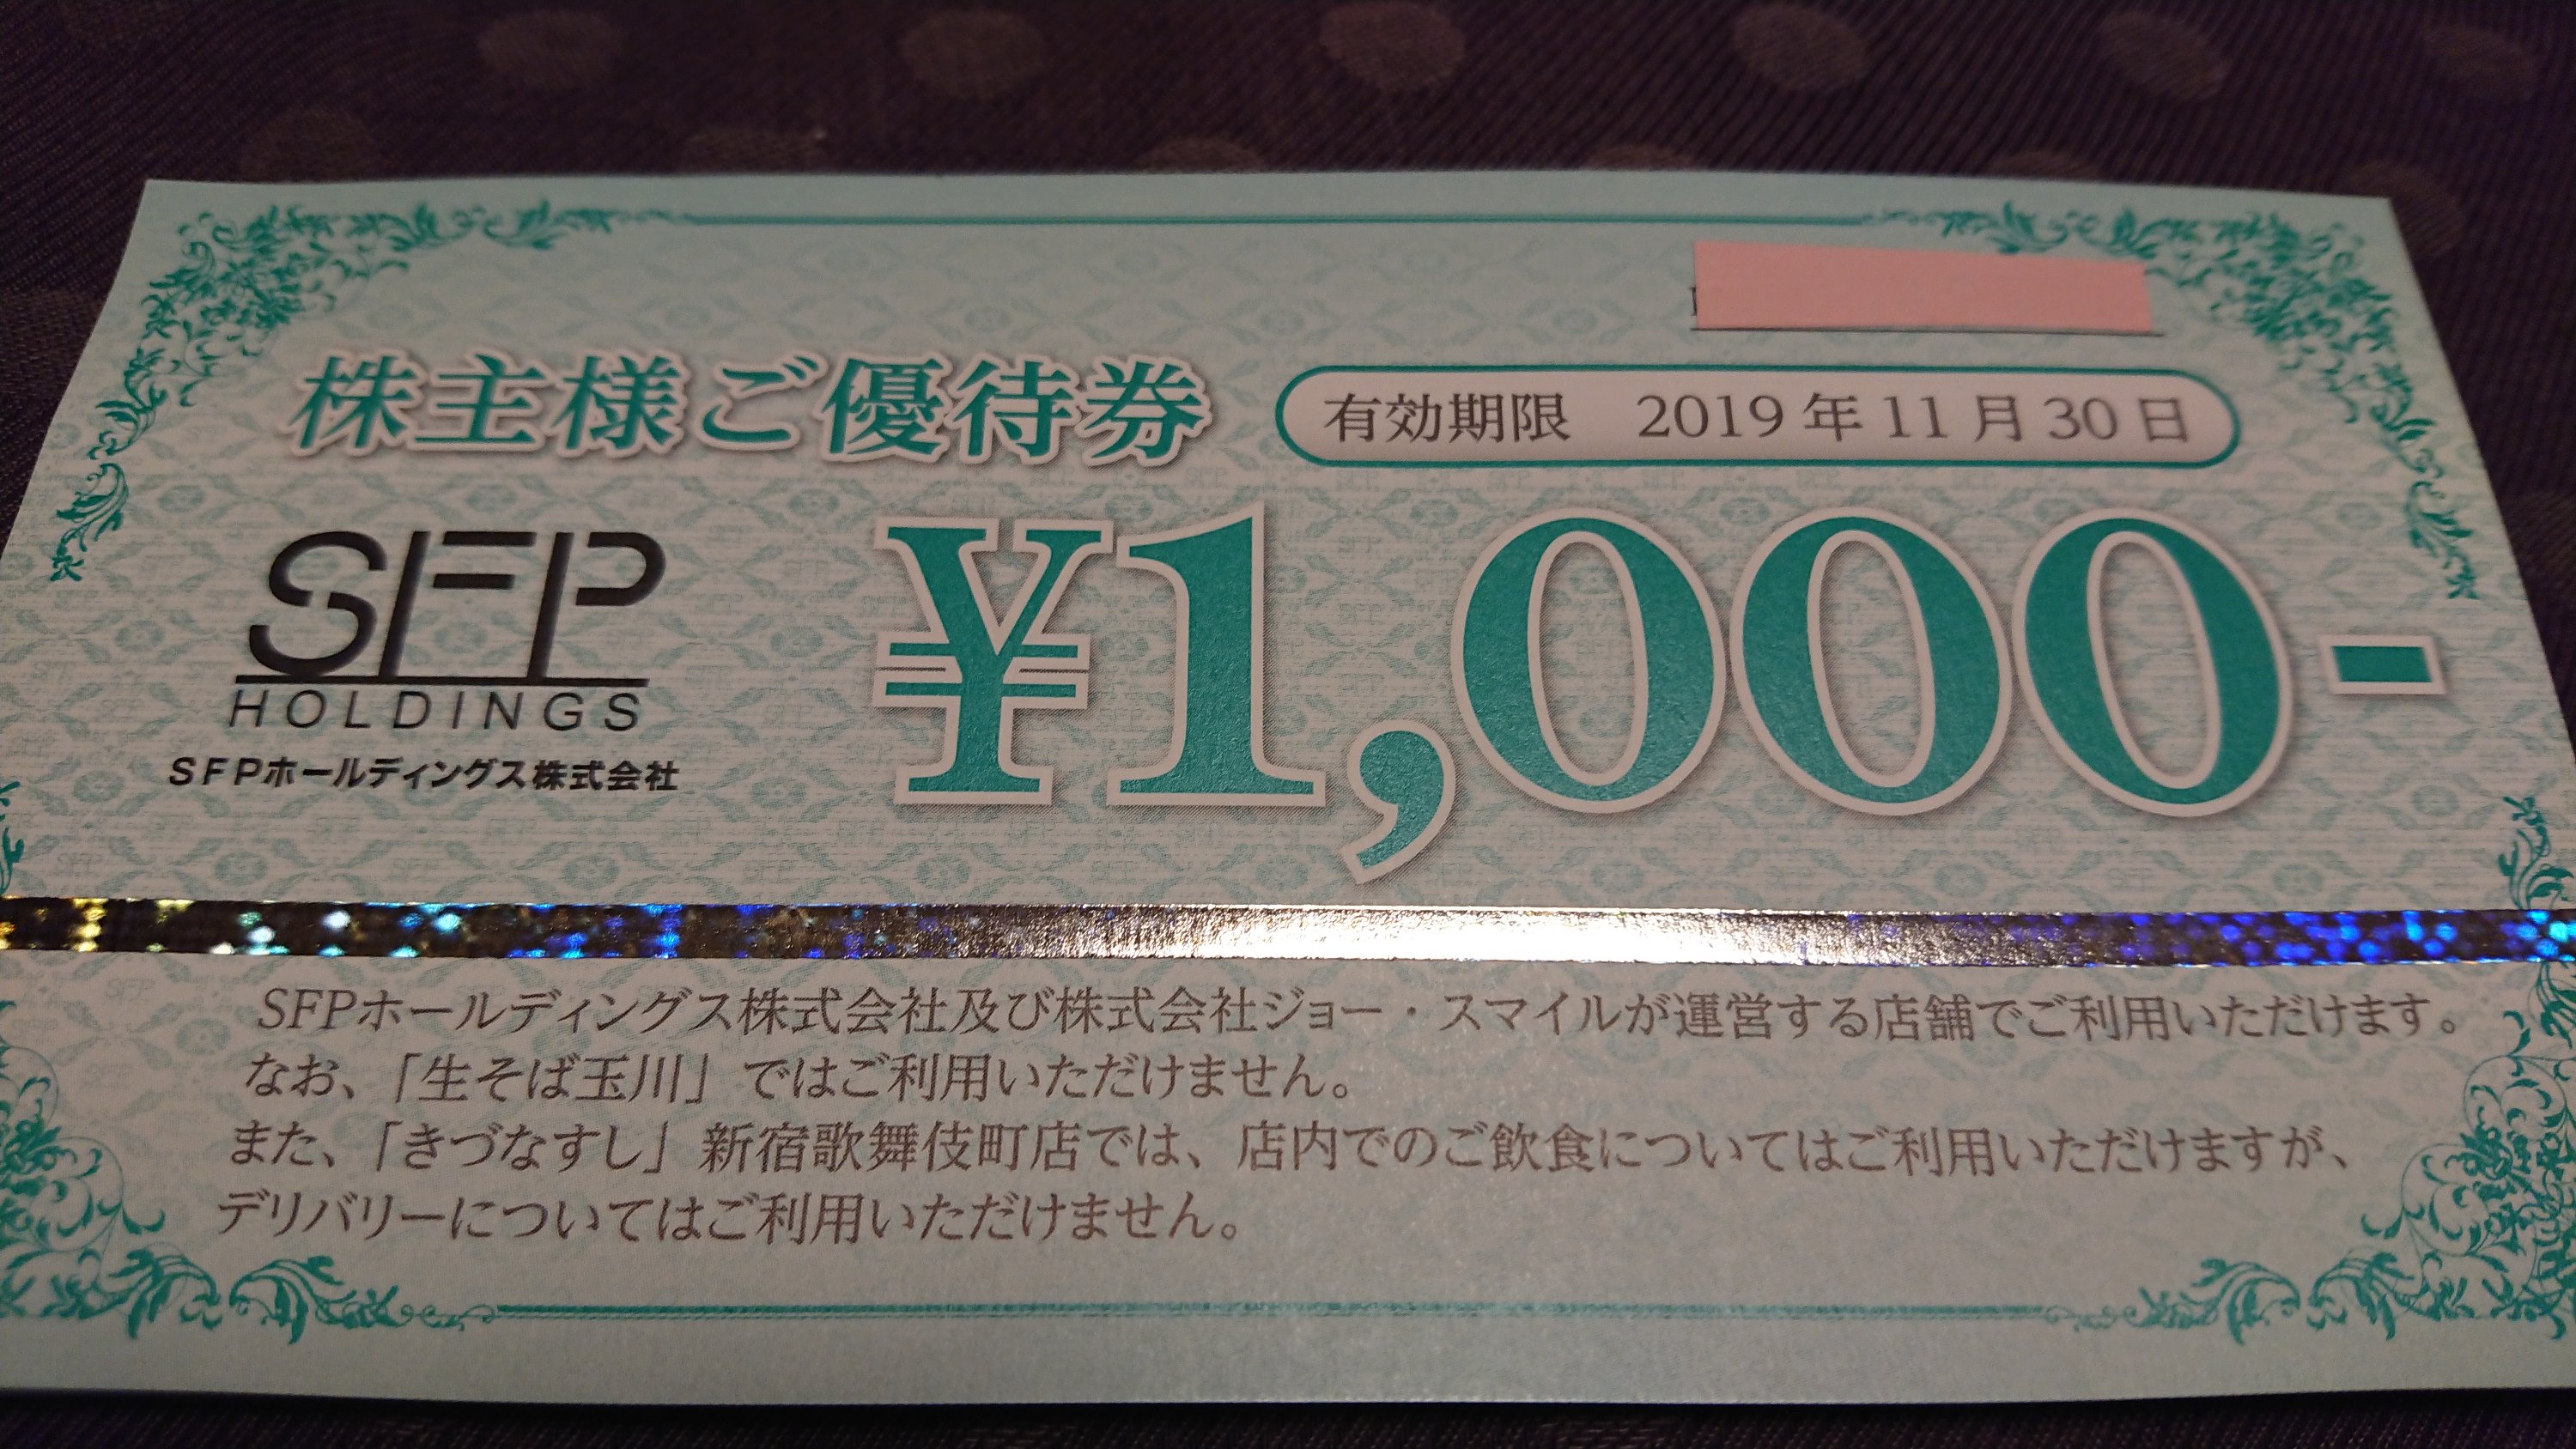 株主様ご優待券
有効期限 2019年11月30日
SFP
HOLDINGS
SFPホールディングス株式会社
¥1,000-
SFPホールディングス株式会社及び株式会社ジョー・スマイルが運営する店舗でご利用いただけます。
なお、「生そば玉川」ではご利用いただけません。
また、「きづなすし」新宿歌舞伎町店では、店内でのご飲食についてはご利用いただけますが、
デリバリーについてはご利用いただけません。